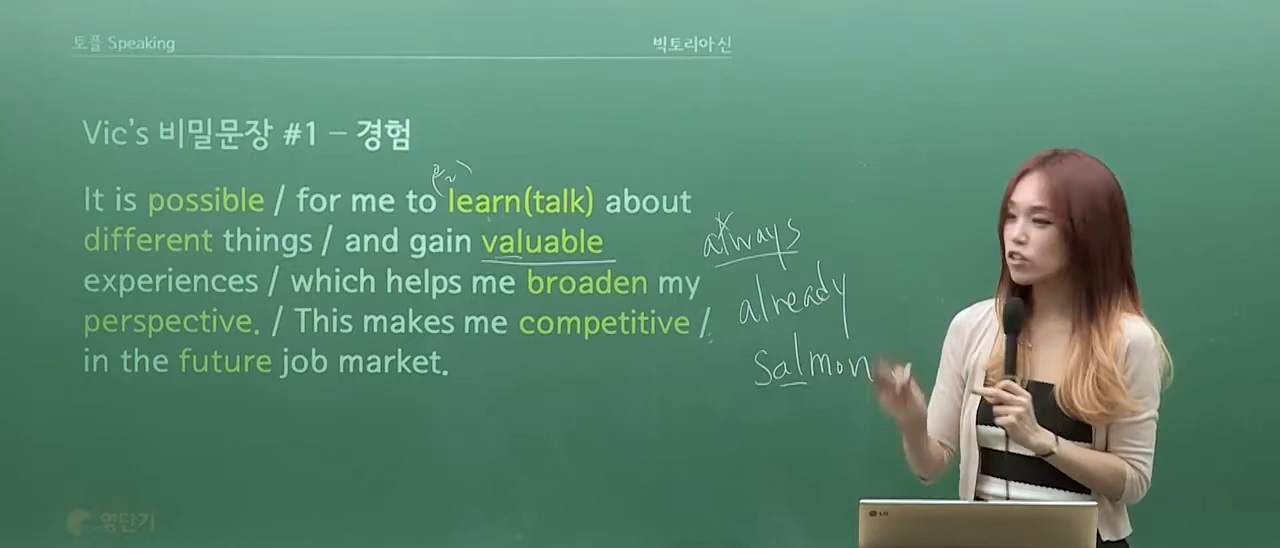 토플 Speaking
빅토리아신
Vic's 비밀문장 #1 – 경험
It is possible / for me to learn(talk) about
different things / and gain valuable
experiences / which helps me broaden my
perspective. / This makes me competitive /
in the future job market.
always
already
salmon
영단기
LG